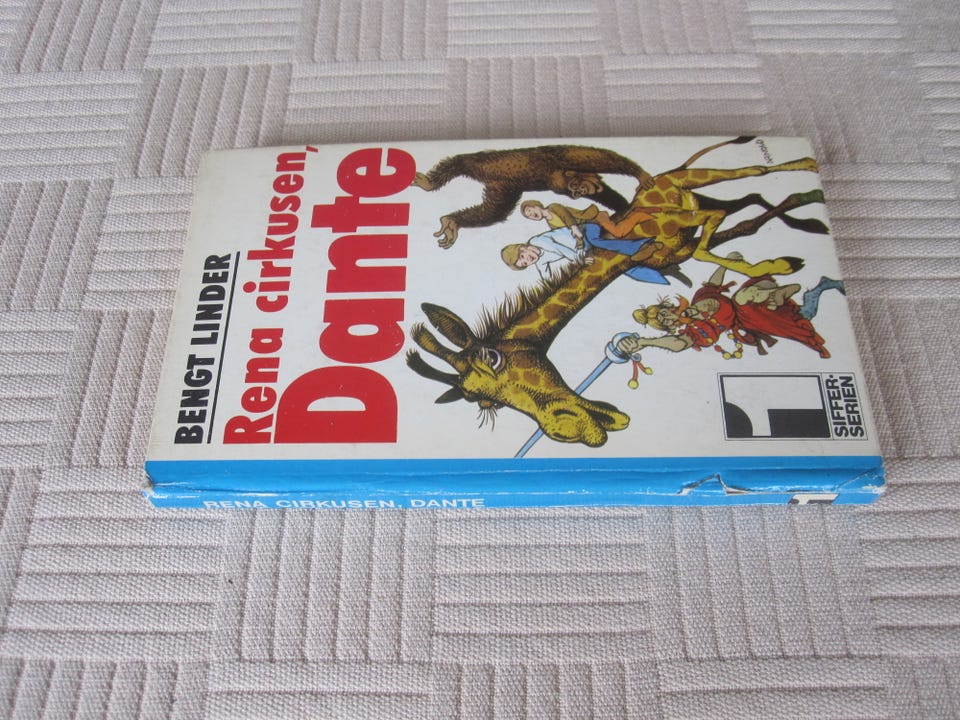 BENGT LINDER
Rena cirkusen,
Dante
1
SIFFER-
SERIEN
RENA CIRKUSEN, DANTE